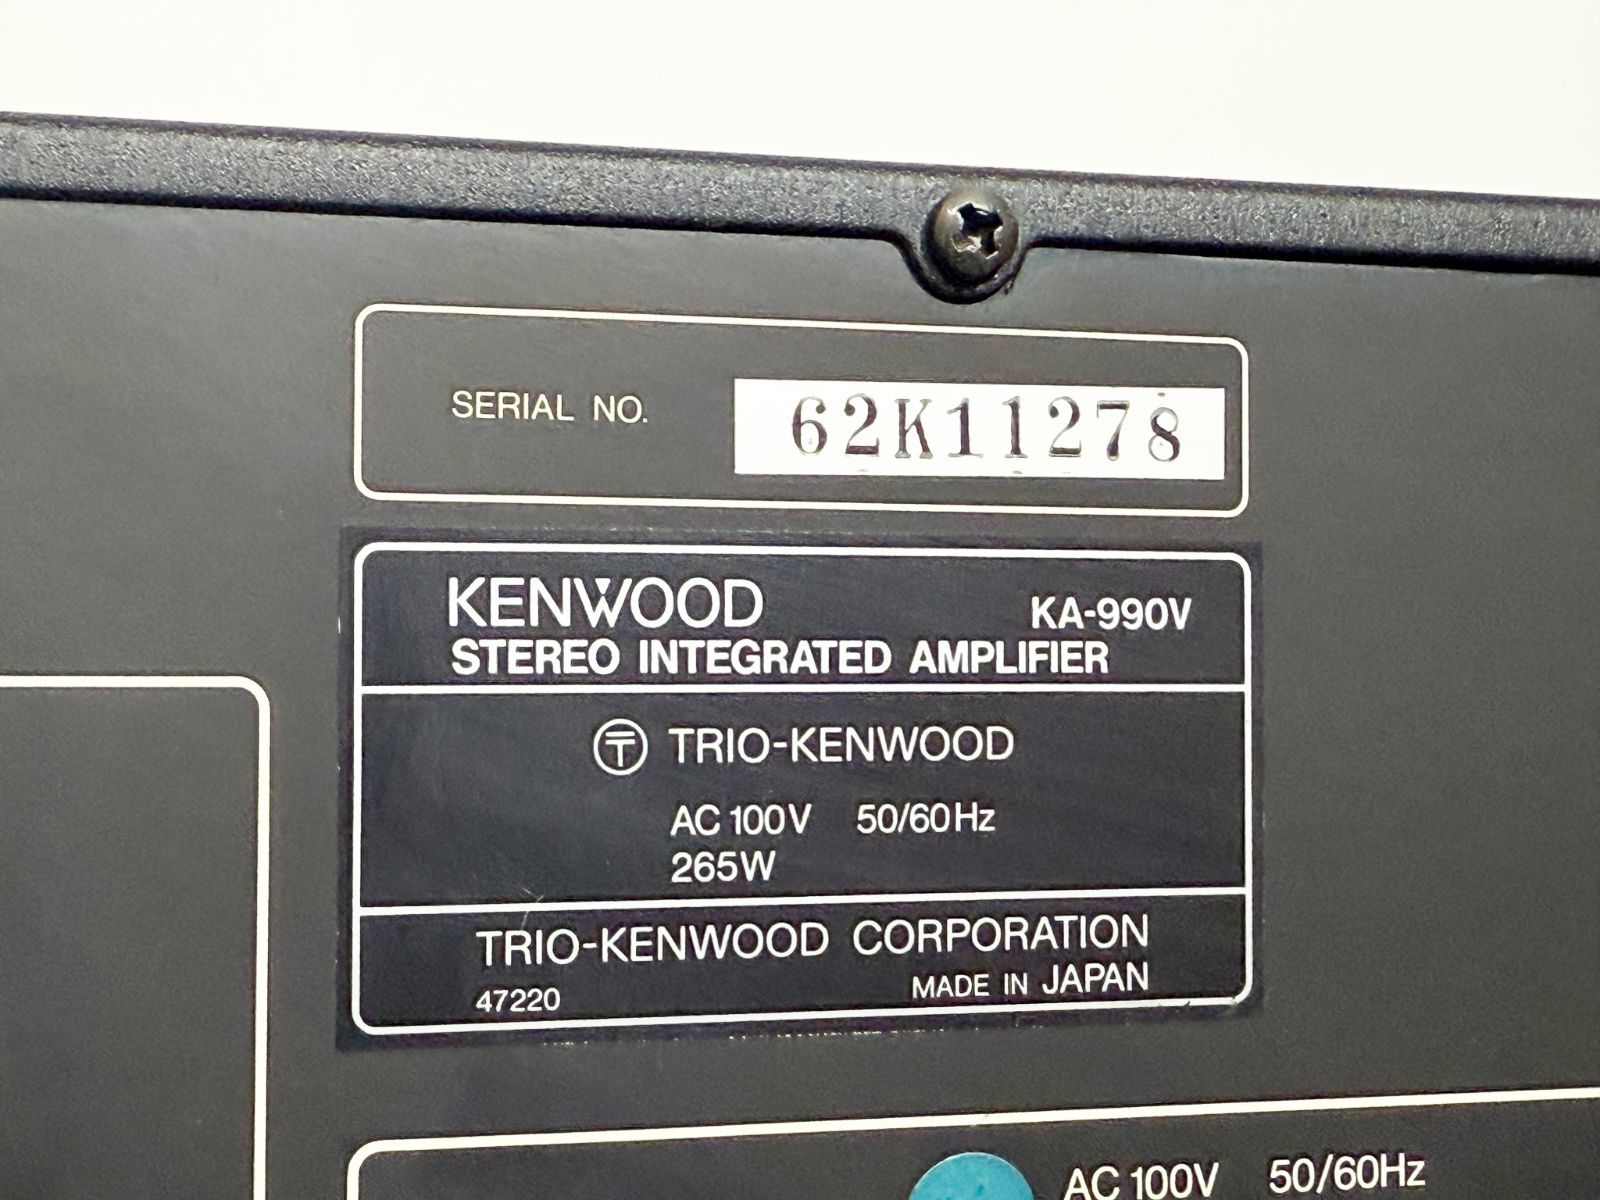 SERIAL NO. 62K11278
KENWOOD KA-990V
STEREO INTEGRATED AMPLIFIER
TRIO-KENWOOD
AC 100V 50/60Hz
265W
TRIO-KENWOOD CORPORATION
47220 MADE IN JAPAN
AC 100V 50/60Hz